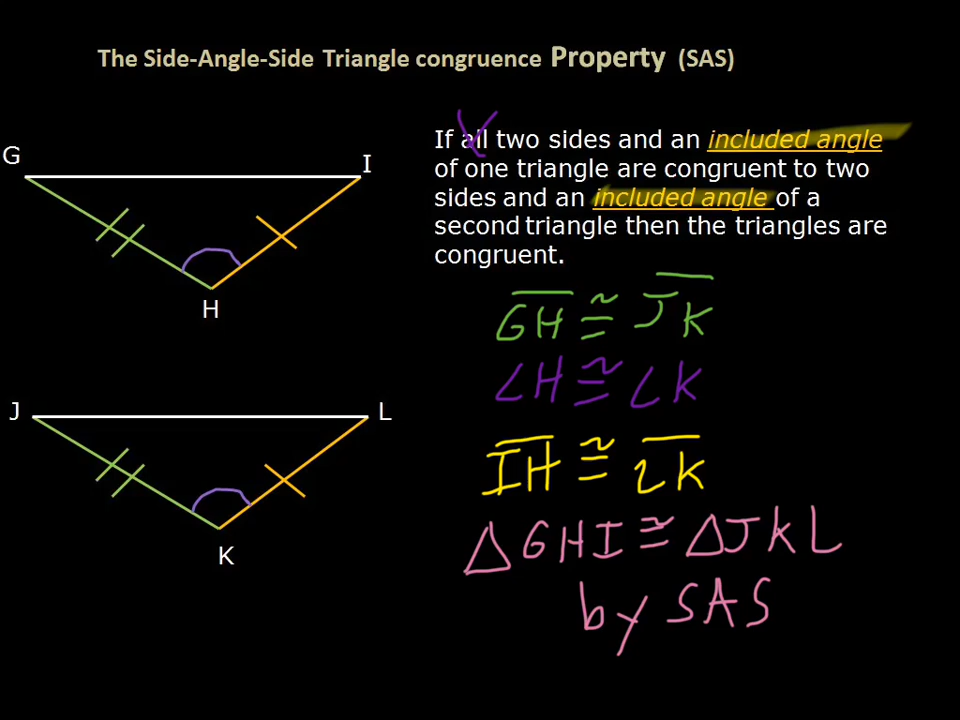 The Side-Angle-Side Triangle congruence Property (SAS)
G
I
H
J
L
K
If all two sides and an included angle
of one triangle are congruent to two
sides and an included angle of a
second triangle then the triangles are
congruent.
GH ≅ JK
∠H ≅ ∠K
IH ≅ LK
△GHI ≅ △JKL
by SAS